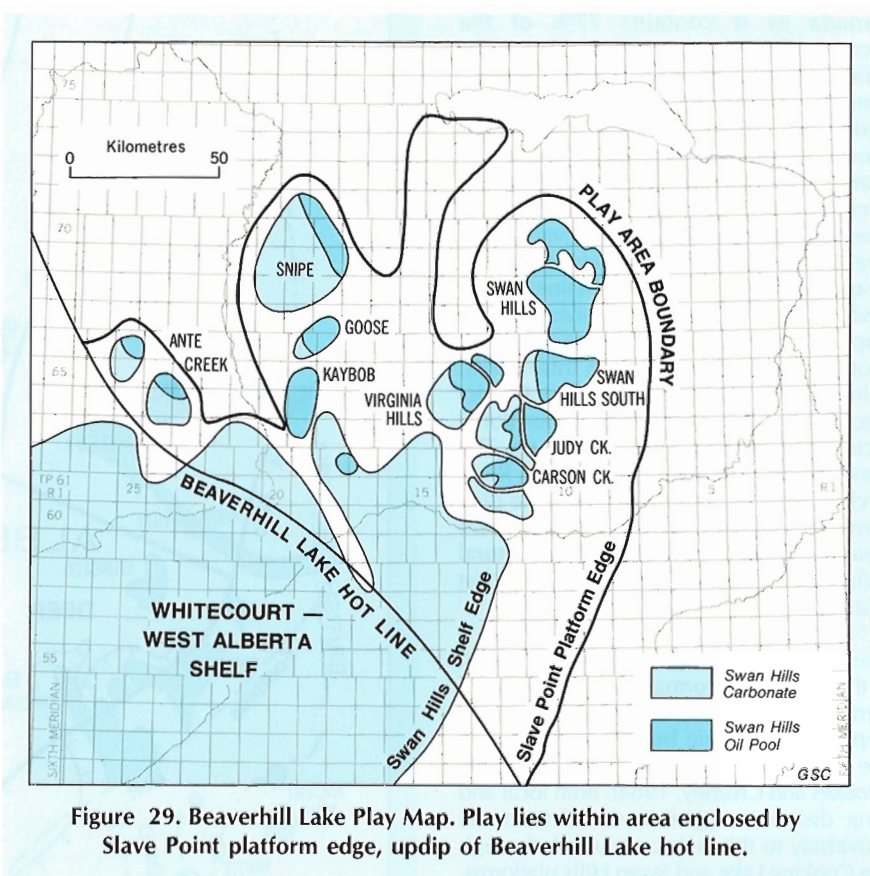 75
Kilometres
0 50
PLAY AREA BOUNDARY
70
SNIPE
SWAN
HILLS
GOOSE
ANTE
CREEK
65
KAYBOB
VIRGINIA
HILLS
SWAN
HILLS SOUTH
JUDY CK.
CARSON CK.
TP 61
R 1
25
20
15
10
5
R 1
60
BEAVERHILL LAKE HOT LINE
WHITECOURT —
WEST ALBERTA
SHELF
Swan Hills Shelf Edge
Slave Point Platform Edge
55
SIXTH MERIDIAN
FIFTH MERIDIAN
Swan Hills
Carbonate
Swan Hills
Oil Pool
GSC
Figure 29. Beaverhill Lake Play Map. Play lies within area enclosed by
Slave Point platform edge, updip of Beaverhill Lake hot line.